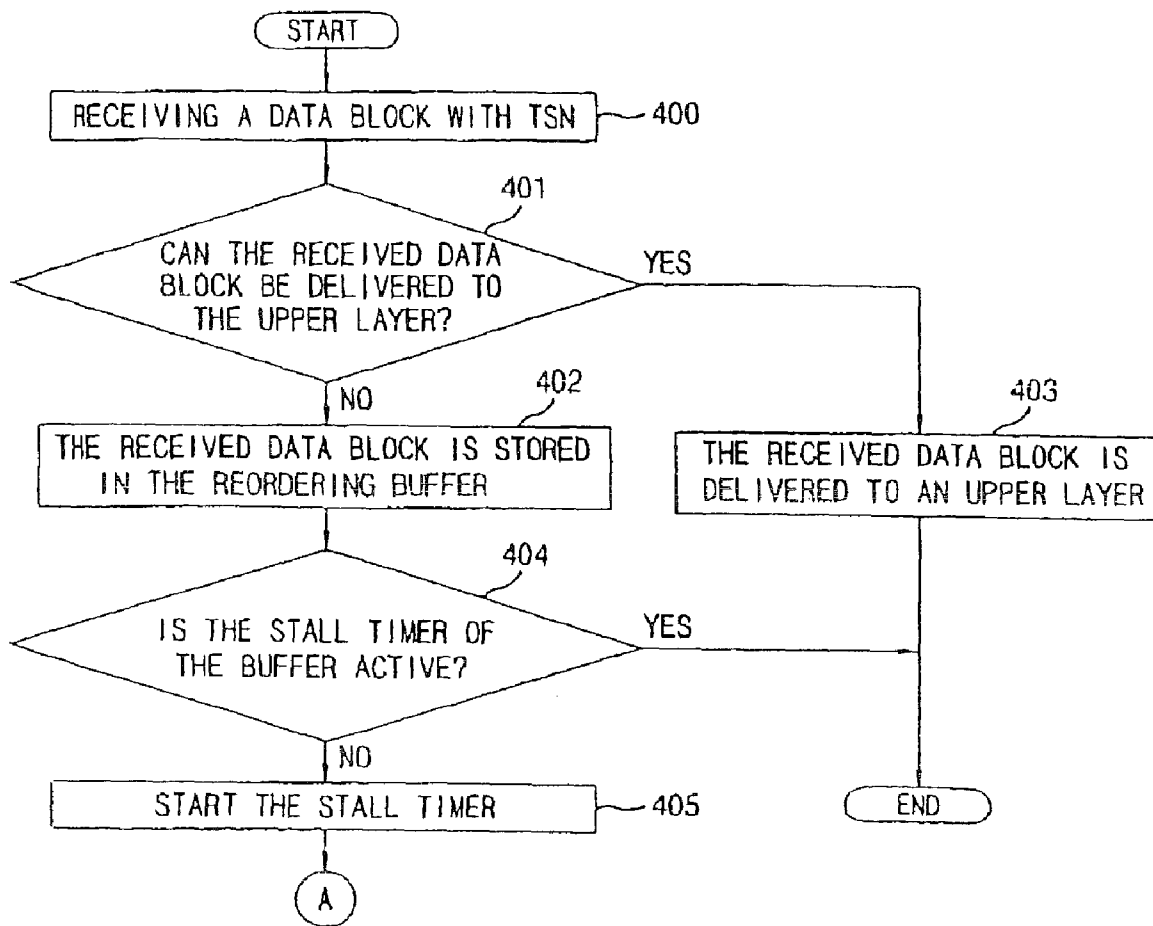 START
RECEIVING A DATA BLOCK WITH TSN
400
401
CAN THE RECEIVED DATA
BLOCK BE DELIVERED TO
THE UPPER LAYER?
YES
NO
402
THE RECEIVED DATA BLOCK IS STORED
IN THE REORDERING BUFFER
403
THE RECEIVED DATA BLOCK IS
DELIVERED TO AN UPPER LAYER
404
IS THE STALL TIMER OF
THE BUFFER ACTIVE?
YES
NO
START THE STALL TIMER
405
END
A